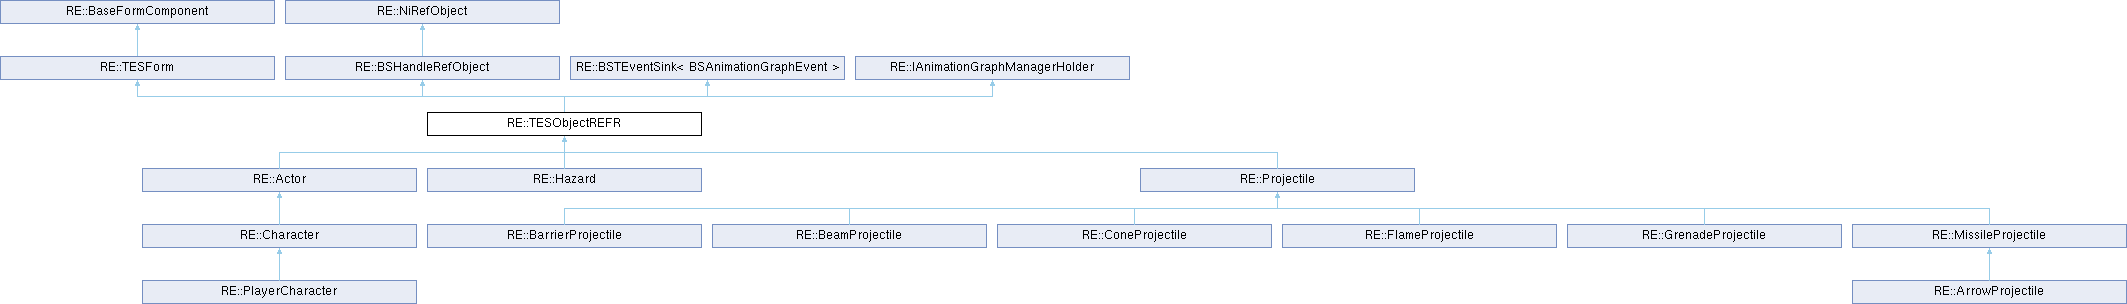 RE::BaseFormComponent
RE::NiRefObject
RE::TESForm
RE::BSHandleRefObject
RE::BSTEventSink< BSAnimationGraphEvent >
RE::IAnimationGraphManagerHolder
RE::TESObjectREFR
RE::Actor
RE::Hazard
RE::Projectile
RE::Character
RE::BarrierProjectile
RE::BeamProjectile
RE::ConeProjectile
RE::FlameProjectile
RE::GrenadeProjectile
RE::MissileProjectile
RE::PlayerCharacter
RE::ArrowProjectile